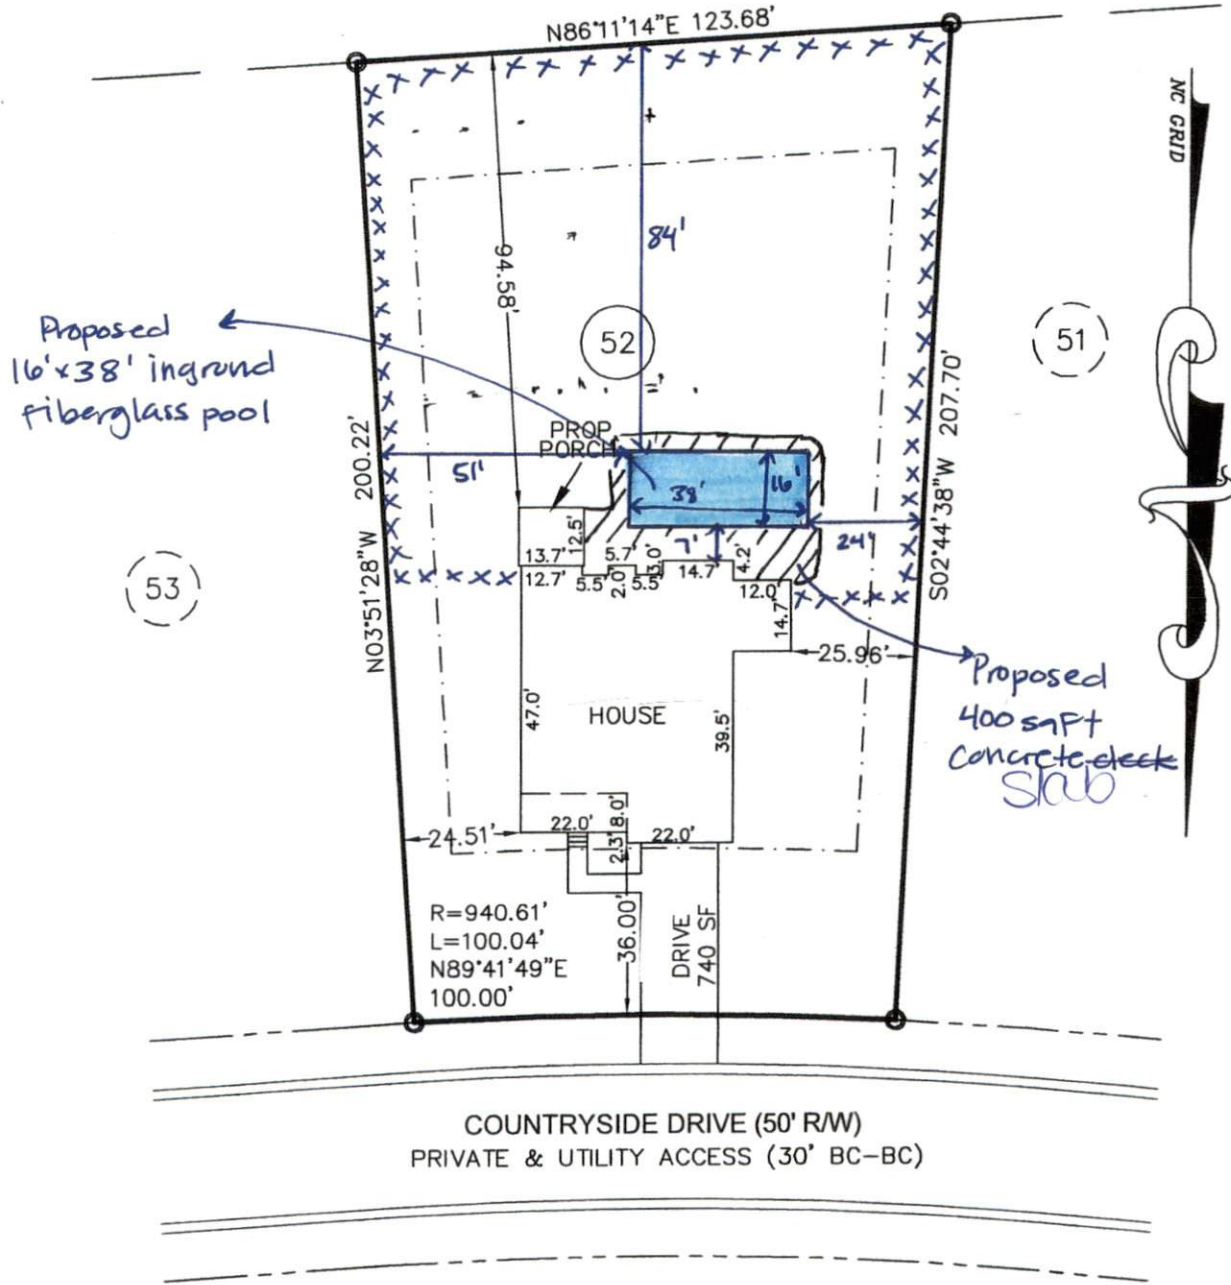 N86°11'14"E 123.68'
NC GRID
94.58'
84'
52
51
Proposed
16'x38' ingrund
fiberglass pool
PROP
PORCH
N03°51'28"W 200.22'
S02°44'38"W 207.70'
51'
38'
16'
7'
24'
53
13.7'
12.5'
5.7'
3.0'
14.7'
4.2'
12.7'
5.5'
2.0'
5.5'
12.0'
14.7'
25.96'
Proposed
400 sqft
Concrete deck
Slab
HOUSE
47.0'
39.5'
24.51'
22.0'
8.0'
2.3'
22.0'
R=940.61'
L=100.04'
N89°41'49"E
100.00'
36.00'
DRIVE
740 SF
COUNTRYSIDE DRIVE (50' R/W)
PRIVATE & UTILITY ACCESS (30' BC-BC)